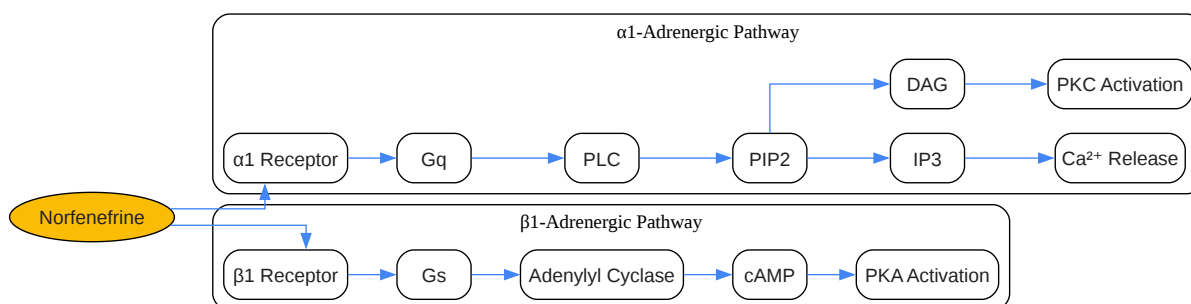 α1-Adrenergic Pathway
DAG
PKC Activation
α1 Receptor
Gq
PLC
PIP2
IP3
Ca²⁺ Release
Norfenefrine
β1-Adrenergic Pathway
β1 Receptor
Gs
Adenylyl Cyclase
cAMP
PKA Activation